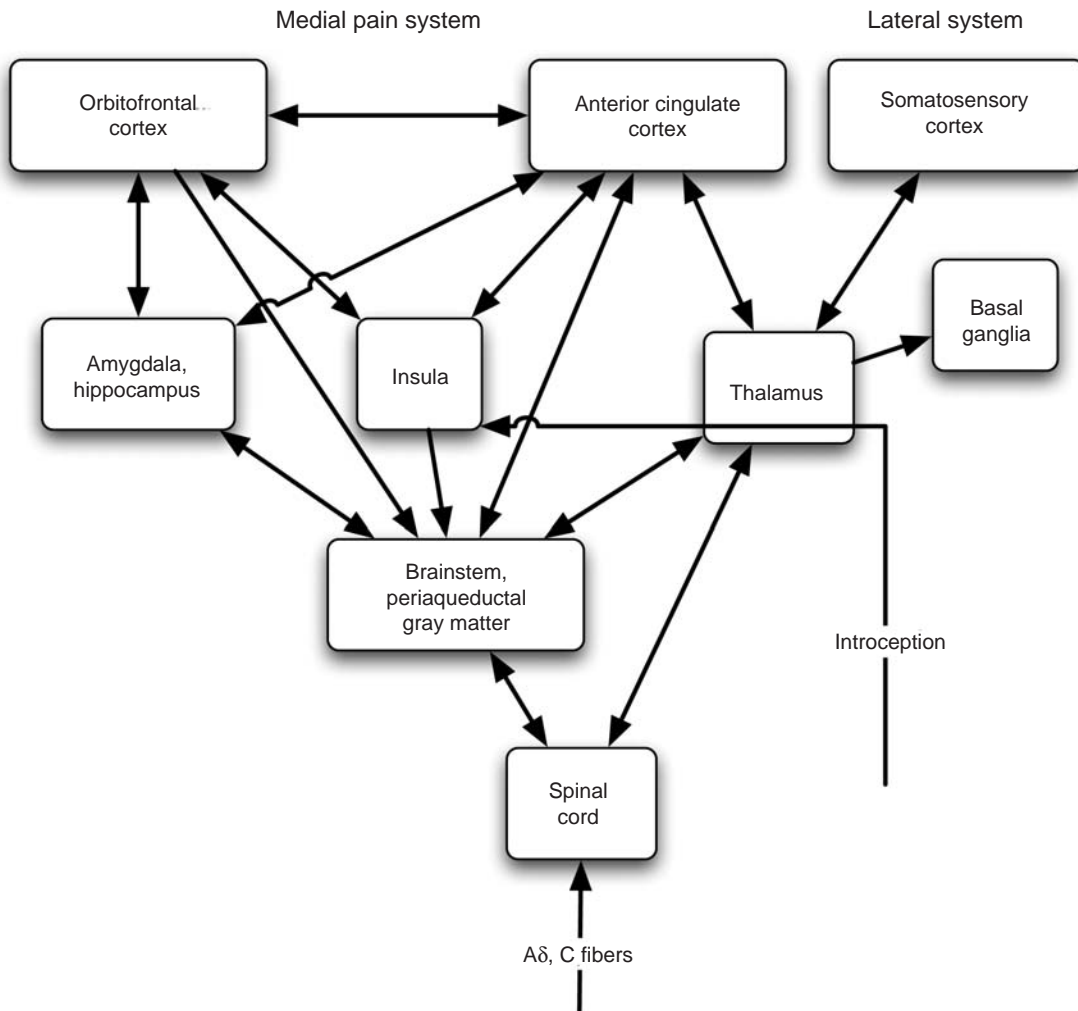 Medial pain system
Lateral system
Orbitofrontal...
cortex
Anterior cingulate
cortex
Somatosensory
cortex
Basal
ganglia
Amygdala,
hippocampus
Insula
Thalamus
Brainstem,
periaqueductal
gray matter
Introception
Spinal
cord
Aδ, C fibers